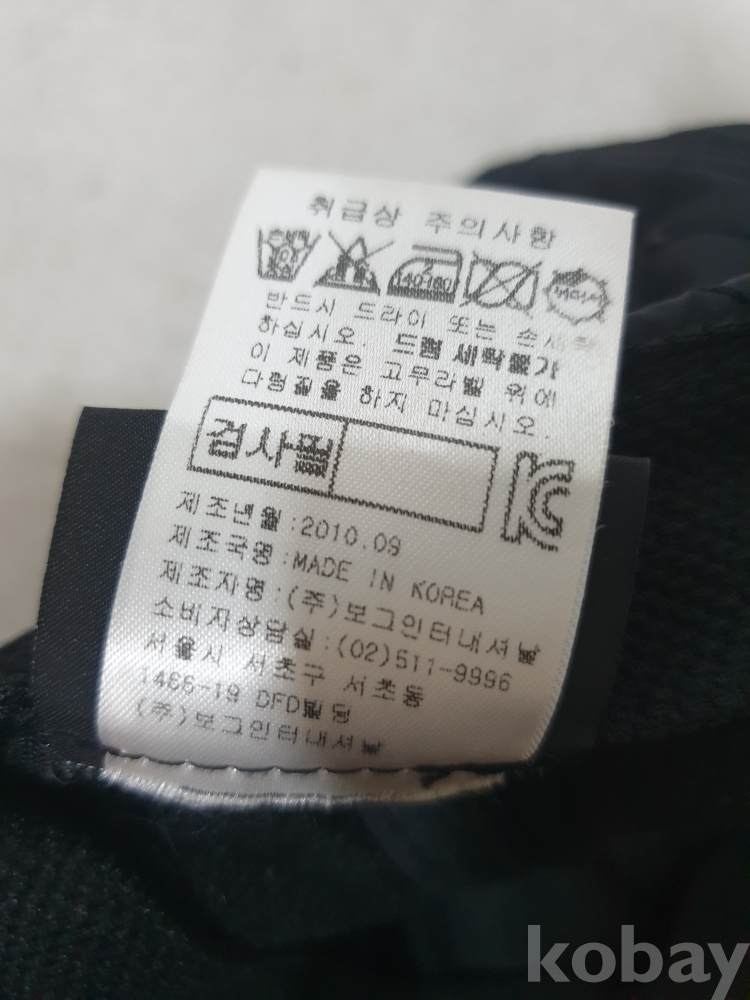 취급상 주의사항
140-160
반드시 드라이 또는 손세탁
하십시오. 드럼 세탁불가
이 제품은 고무라벨 위에
다림질을 하지 마십시오.
검사필
제조년월:2010.09
제조국명:MADE IN KOREA
제조자명:(주)보그인터내셔날
소비자상담실:(02)511-9996
서울시 서초구 서초동
1466-19 DFD빌딩
(주)보그인터내셔날
kobay